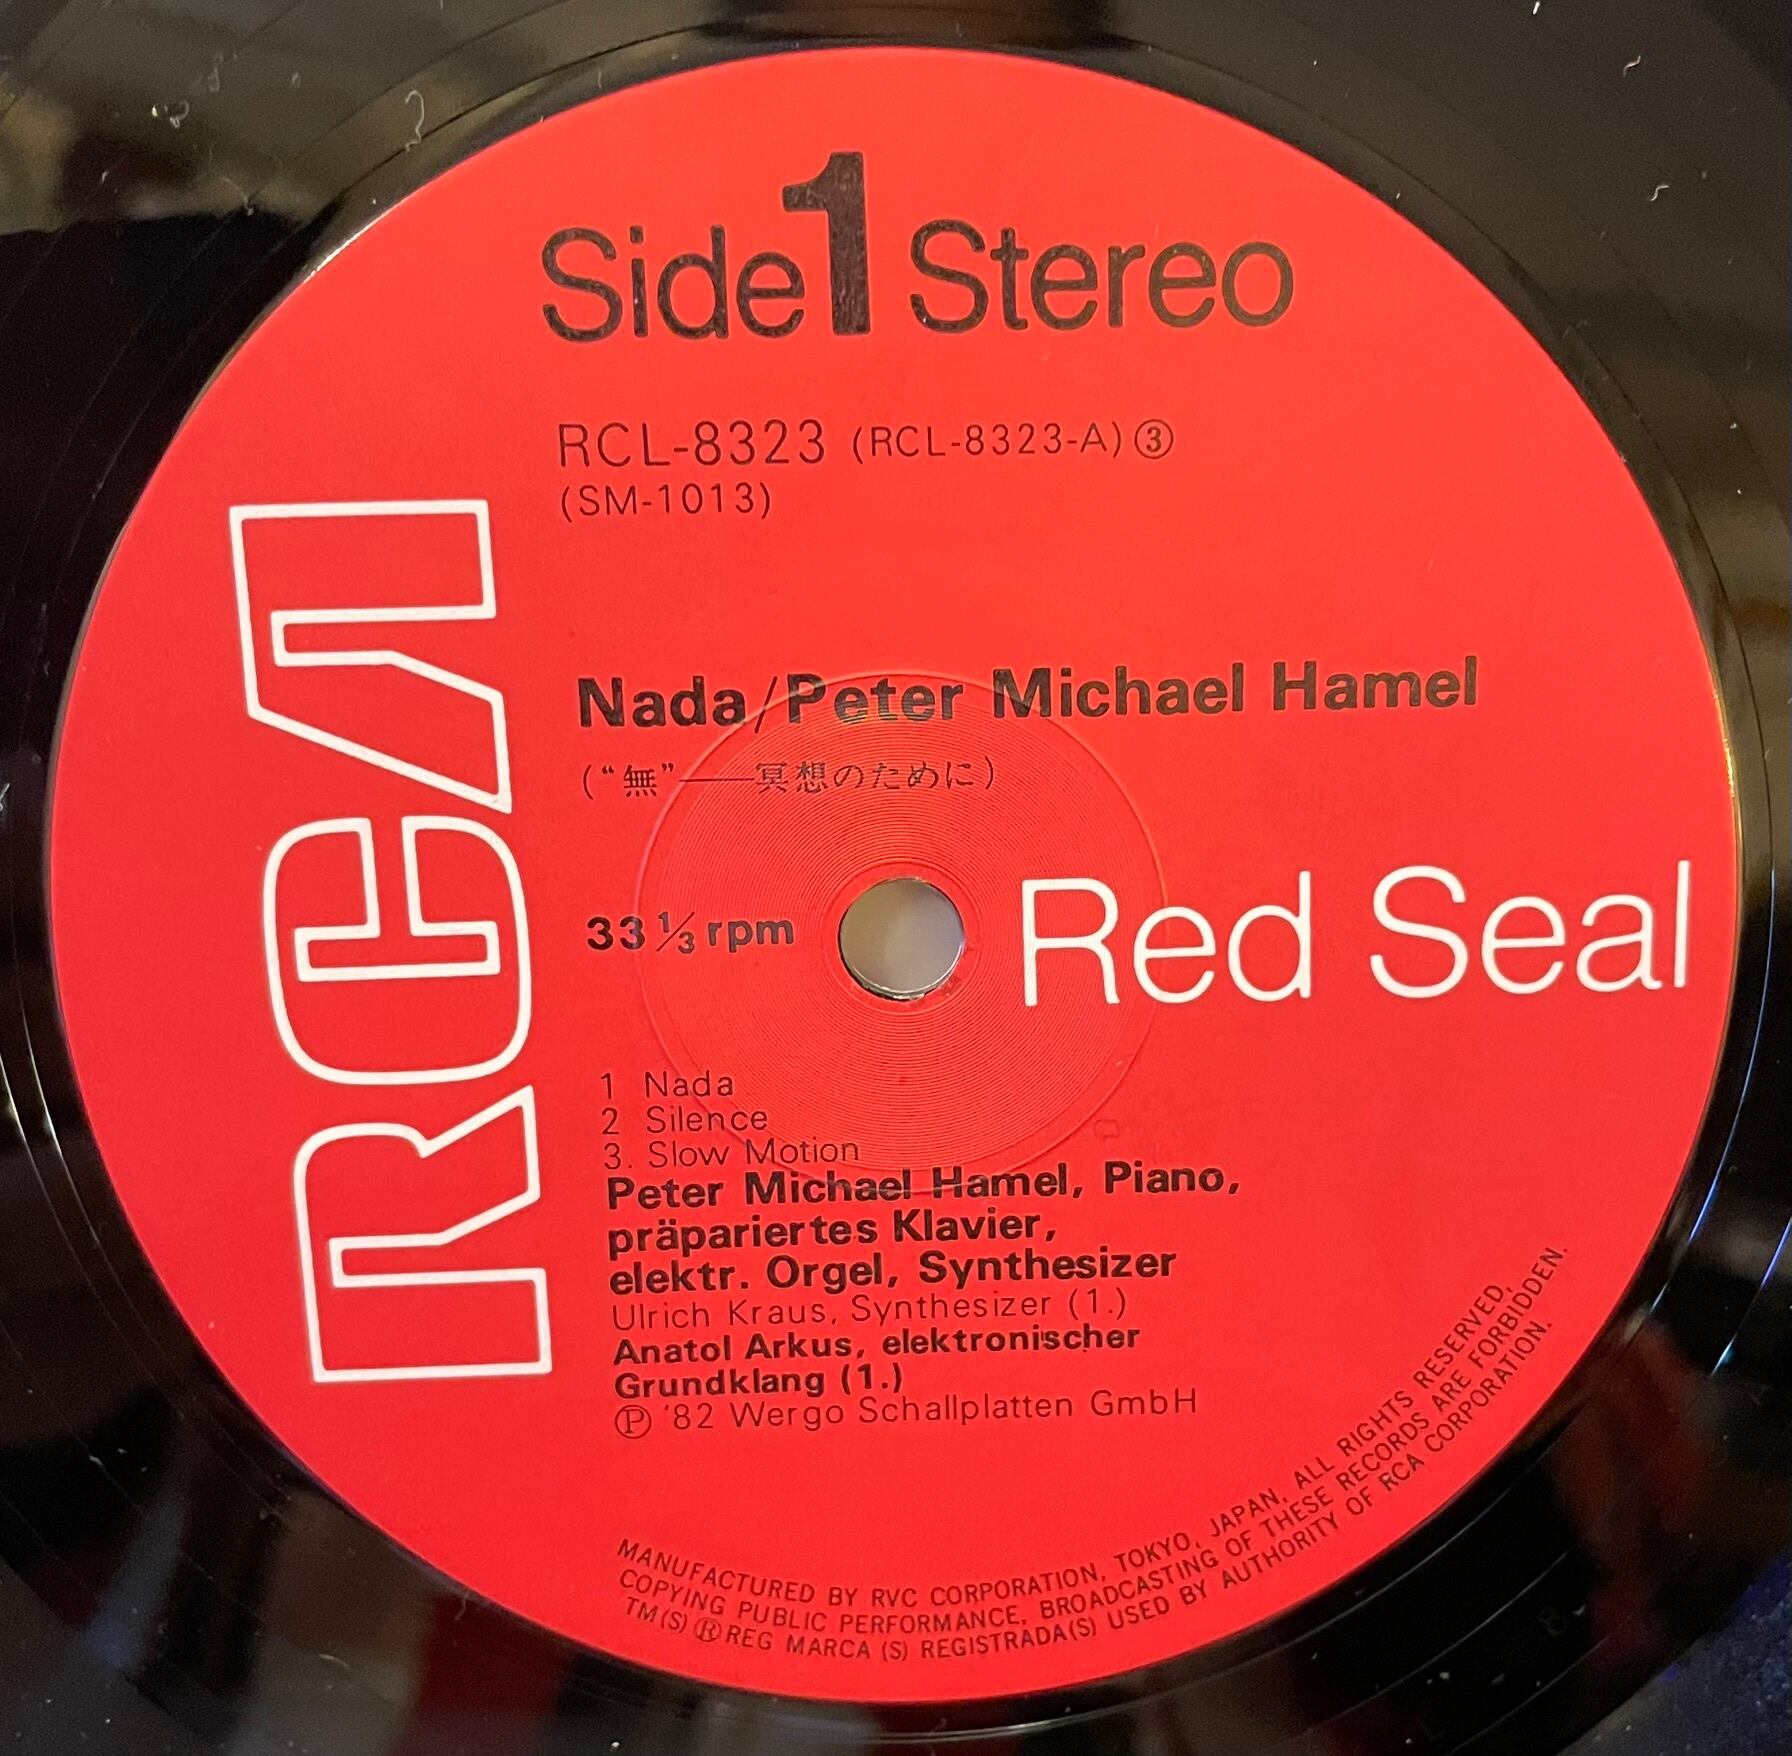 Side 1 Stereo
RCL-8323 (RCL-8323-A) ③
(SM-1013)
Nada/Peter Michael Hamel
(“無”――冥想のために)
RCA
33 1/3 rpm
Red Seal
1 Nada
2 Silence
3. Slow Motion
Peter Michael Hamel, Piano,
präpariertes Klavier,
elektr. Orgel, Synthesizer
Ulrich Kraus, Synthesizer (1.)
Anatol Arkus, elektronischer
Grundklang (1.)
℗ '82 Wergo Schallplatten GmbH
MANUFACTURED BY RVC CORPORATION, TOKYO, JAPAN, ALL RIGHTS RESERVED,
COPYING PUBLIC PERFORMANCE, BROADCASTING OF THESE RECORDS ARE FORBIDDEN.
TM(S) ® REG MARCA (S) REGISTRADA(S) USED BY AUTHORITY OF RCA CORPORATION.